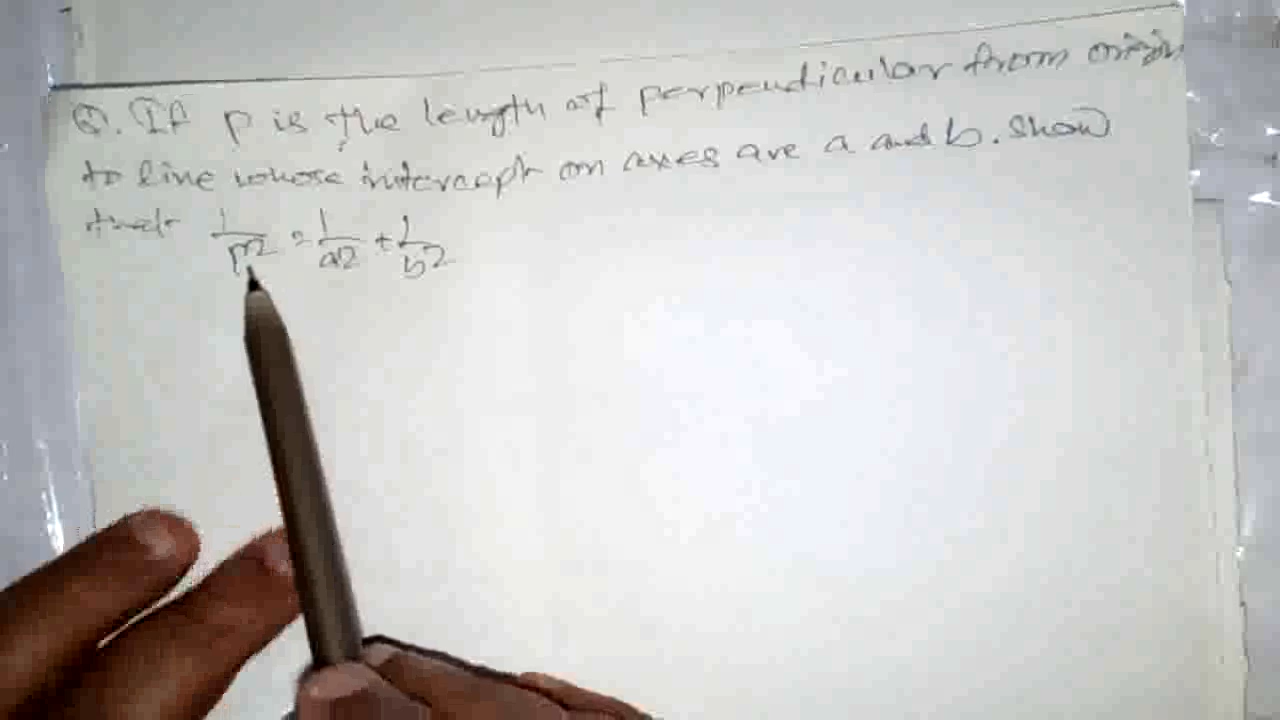 Q. If P is the length of perpendicular from origin
to line whose intercept on axes are a and b. Show
that 1/p2 = 1/a2 + 1/b2